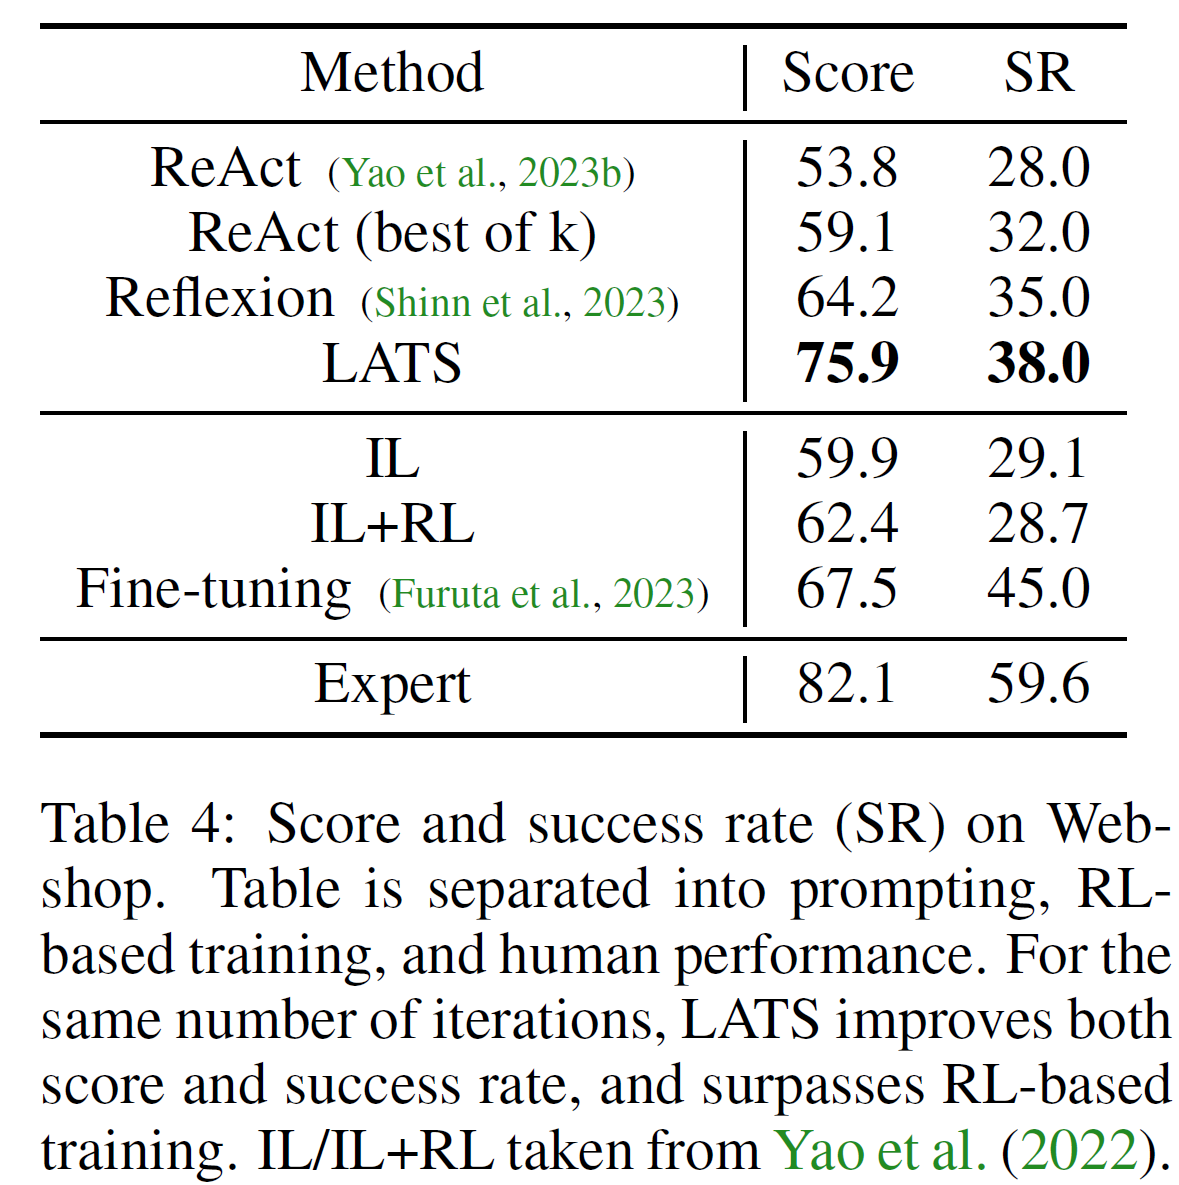 Method Score SR
ReAct (Yao et al., 2023b) 53.8 28.0
ReAct (best of k) 59.1 32.0
Reflexion (Shinn et al., 2023) 64.2 35.0
LATS 75.9 38.0
IL 59.9 29.1
IL+RL 62.4 28.7
Fine-tuning (Furuta et al., 2023) 67.5 45.0
Expert 82.1 59.6
Table 4: Score and success rate (SR) on Web-
shop. Table is separated into prompting, RL-
based training, and human performance. For the
same number of iterations, LATS improves both
score and success rate, and surpasses RL-based
training. IL/IL+RL taken from Yao et al. (2022).